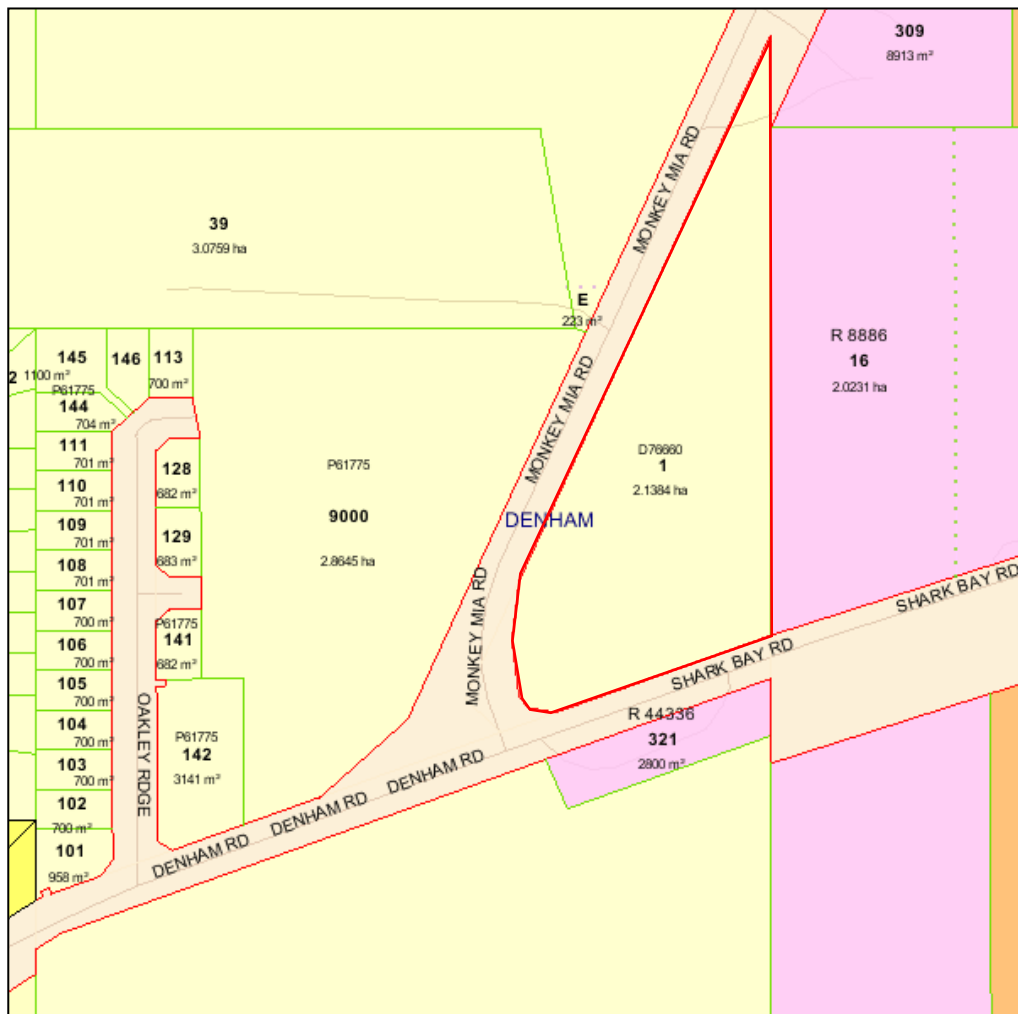 309
8913 m²
MONKEY MIA RD
39
3.0759 ha
E
223 m²
R 8886
16
2.0231 ha
145
146
113
2
1100 m²
700 m²
P61775
144
704 m²
MONKEY MIA RD
111
701 m²
128
682 m²
P61775
D76660
1
2.1384 ha
110
701 m²
109
701 m²
129
683 m²
9000
2.8645 ha
DENHAM
108
701 m²
SHARK BAY RD
107
700 m²
MONKEY MIA RD
P61775
141
682 m²
106
700 m²
105
700 m²
SHARK BAY RD
OAKLEY RDGE
104
700 m²
P61775
142
3141 m²
R 44336
321
2800 m²
103
700 m²
DENHAM RD
DENHAM RD
DENHAM RD
102
700 m²
101
958 m²